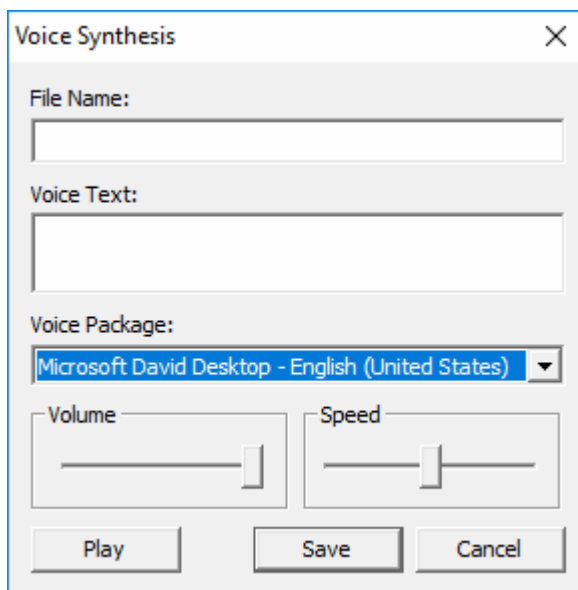 Voice Synthesis
File Name:
Voice Text:
Voice Package:
Microsoft David Desktop - English (United States)
Volume
Speed
Play
Save
Cancel